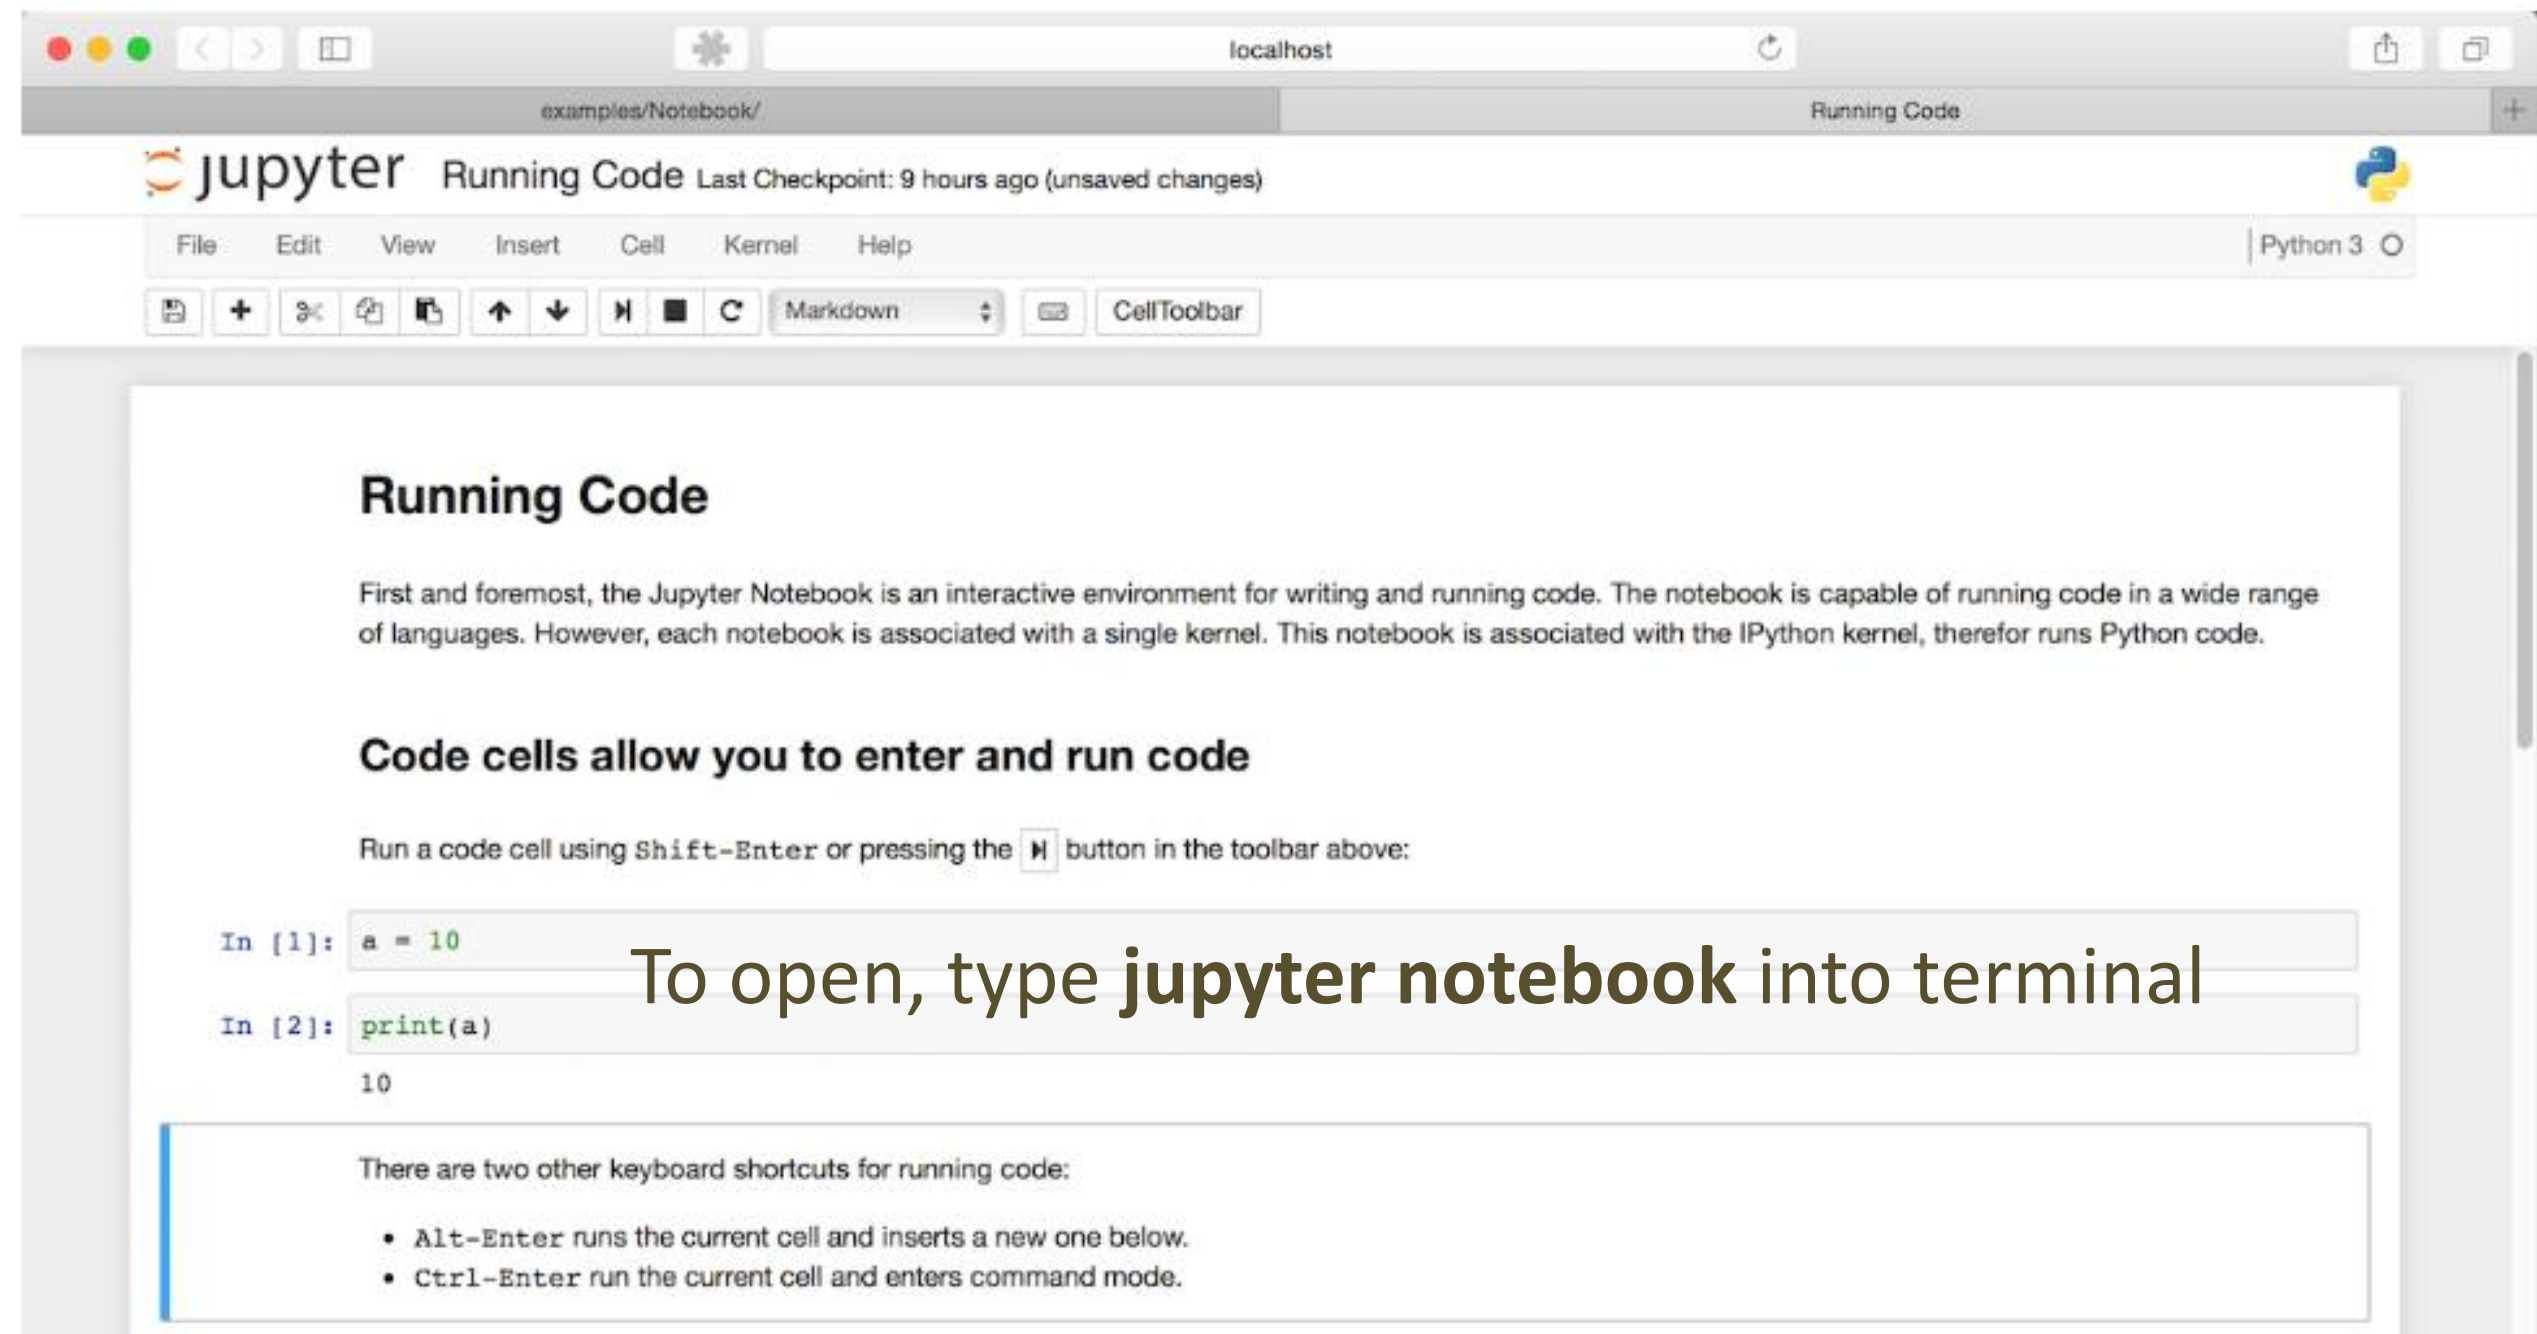 localhost
examples/Notebook/
Running Code
jupyter Running Code Last Checkpoint: 9 hours ago (unsaved changes)
File Edit View Insert Cell Kernel Help
Python 3
Markdown
CellToolbar
Running Code
First and foremost, the Jupyter Notebook is an interactive environment for writing and running code. The notebook is capable of running code in a wide range
of languages. However, each notebook is associated with a single kernel. This notebook is associated with the IPython kernel, therefor runs Python code.
Code cells allow you to enter and run code
Run a code cell using Shift-Enter or pressing the button in the toolbar above:
In [1]: a = 10
To open, type jupyter notebook into terminal
In [2]: print(a)
10
There are two other keyboard shortcuts for running code:
• Alt-Enter runs the current cell and inserts a new one below.
• Ctrl-Enter run the current cell and enters command mode.